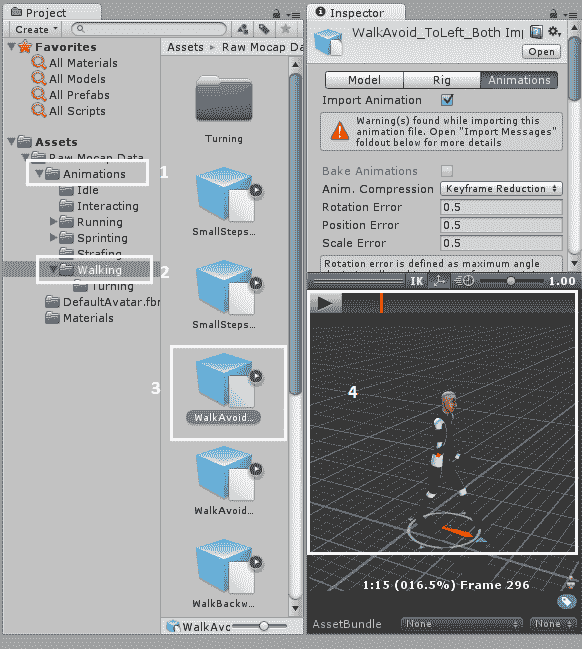 Project
Create
Favorites
All Materials
All Models
All Prefabs
All Scripts
Assets
Raw Mocap Data
Animations
1
Idle
Interacting
Running
Sprinting
Strafing
Walking
2
Turning
DefaultAvatar.fbr
Materials
Assets ▸ Raw Mocap Da
Turning
SmallSteps...
SmallSteps...
3
WalkAvoid...
WalkAvoid...
WalkBackw...
WalkAvc
Inspector
WalkAvoid_ToLeft_Both Imp
Open
Model Rig Animations
Import Animation
Warning(s) found while importing this
animation file. Open "Import Messages"
foldout below for more details
Bake Animations
Anim. Compression Keyframe Reduction
Rotation Error 0.5
Position Error 0.5
Scale Error 0.5
Rotation error is defined as maximum angle
IK 1.00
4
1:15 (016.5%) Frame 296
AssetBundle None None